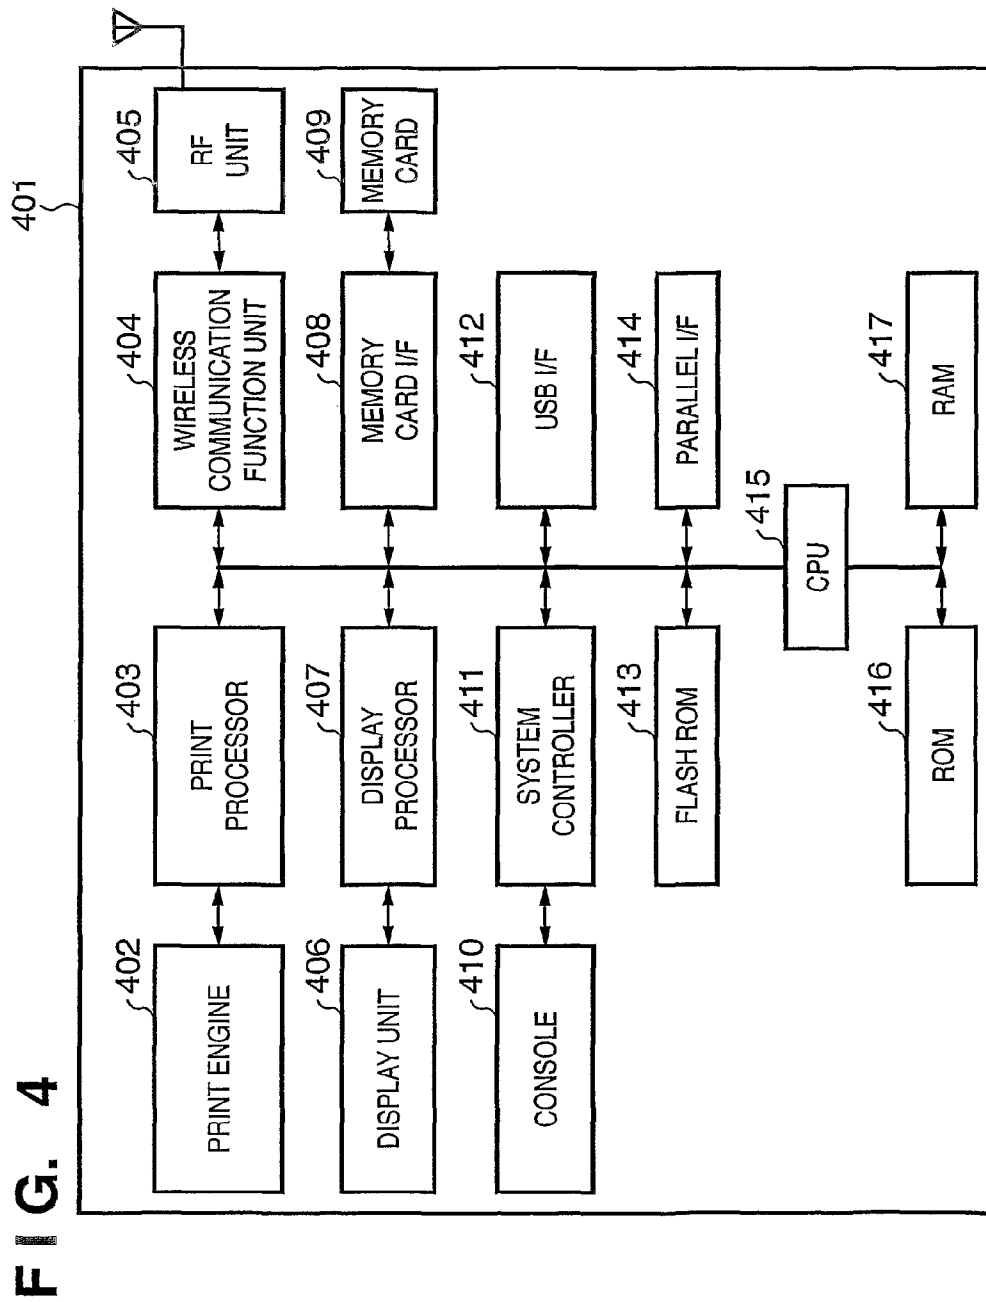 FIG. 4
401
402
PRINT ENGINE
403
PRINT
PROCESSOR
404
WIRELESS
COMMUNICATION
FUNCTION UNIT
405
RF
UNIT
406
DISPLAY UNIT
407
DISPLAY
PROCESSOR
408
MEMORY
CARD I/F
409
MEMORY
CARD
410
CONSOLE
411
SYSTEM
CONTROLLER
412
USB I/F
413
FLASH ROM
414
PARALLEL I/F
415
CPU
416
ROM
417
RAM